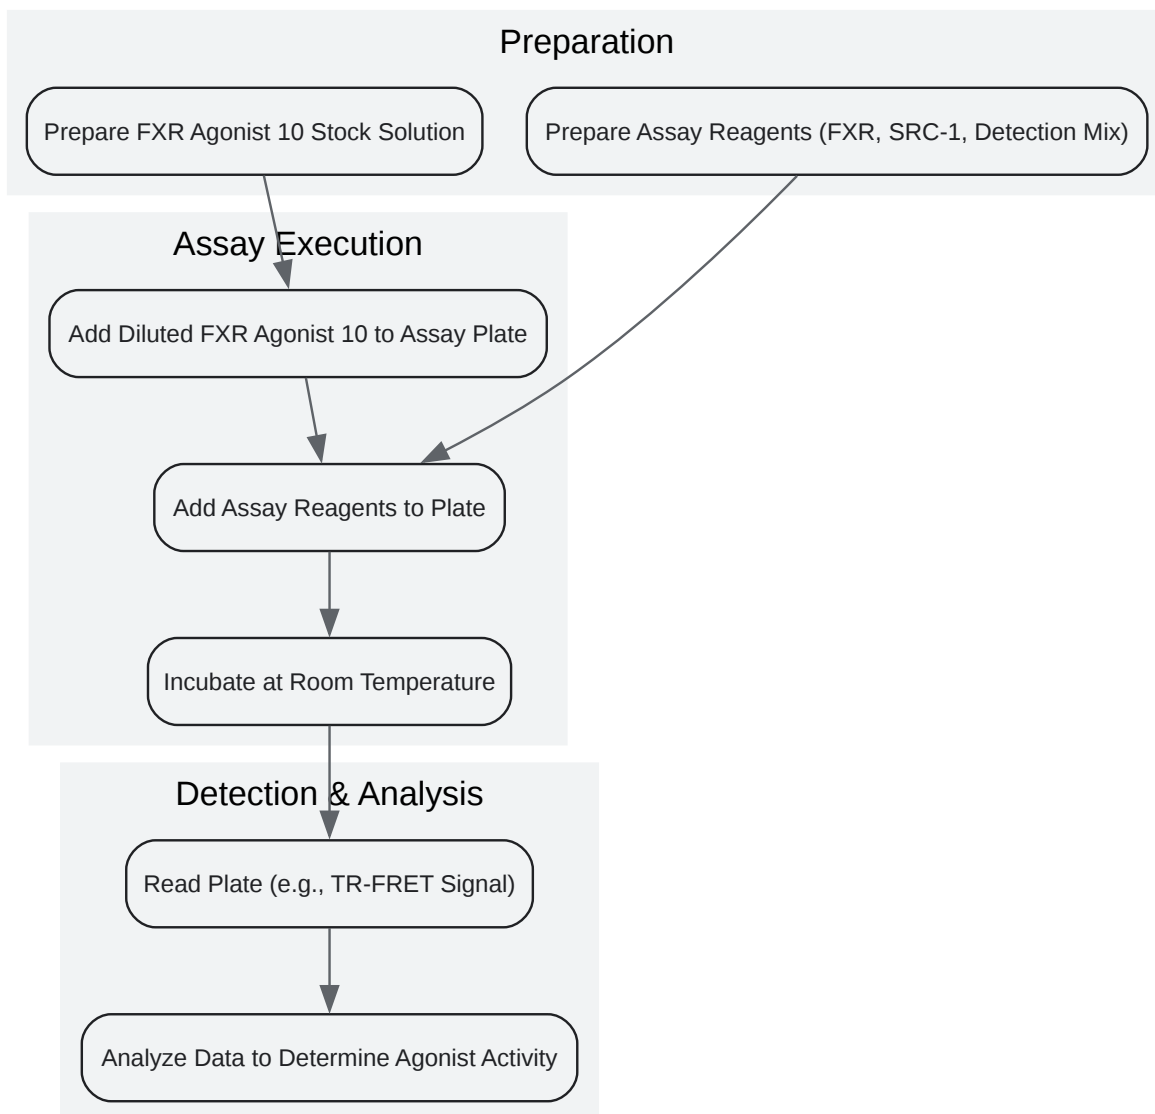 Preparation
Prepare FXR Agonist 10 Stock Solution
Prepare Assay Reagents (FXR, SRC-1, Detection Mix)
Assay Execution
Add Diluted FXR Agonist 10 to Assay Plate
Add Assay Reagents to Plate
Incubate at Room Temperature
Detection & Analysis
Read Plate (e.g., TR-FRET Signal)
Analyze Data to Determine Agonist Activity